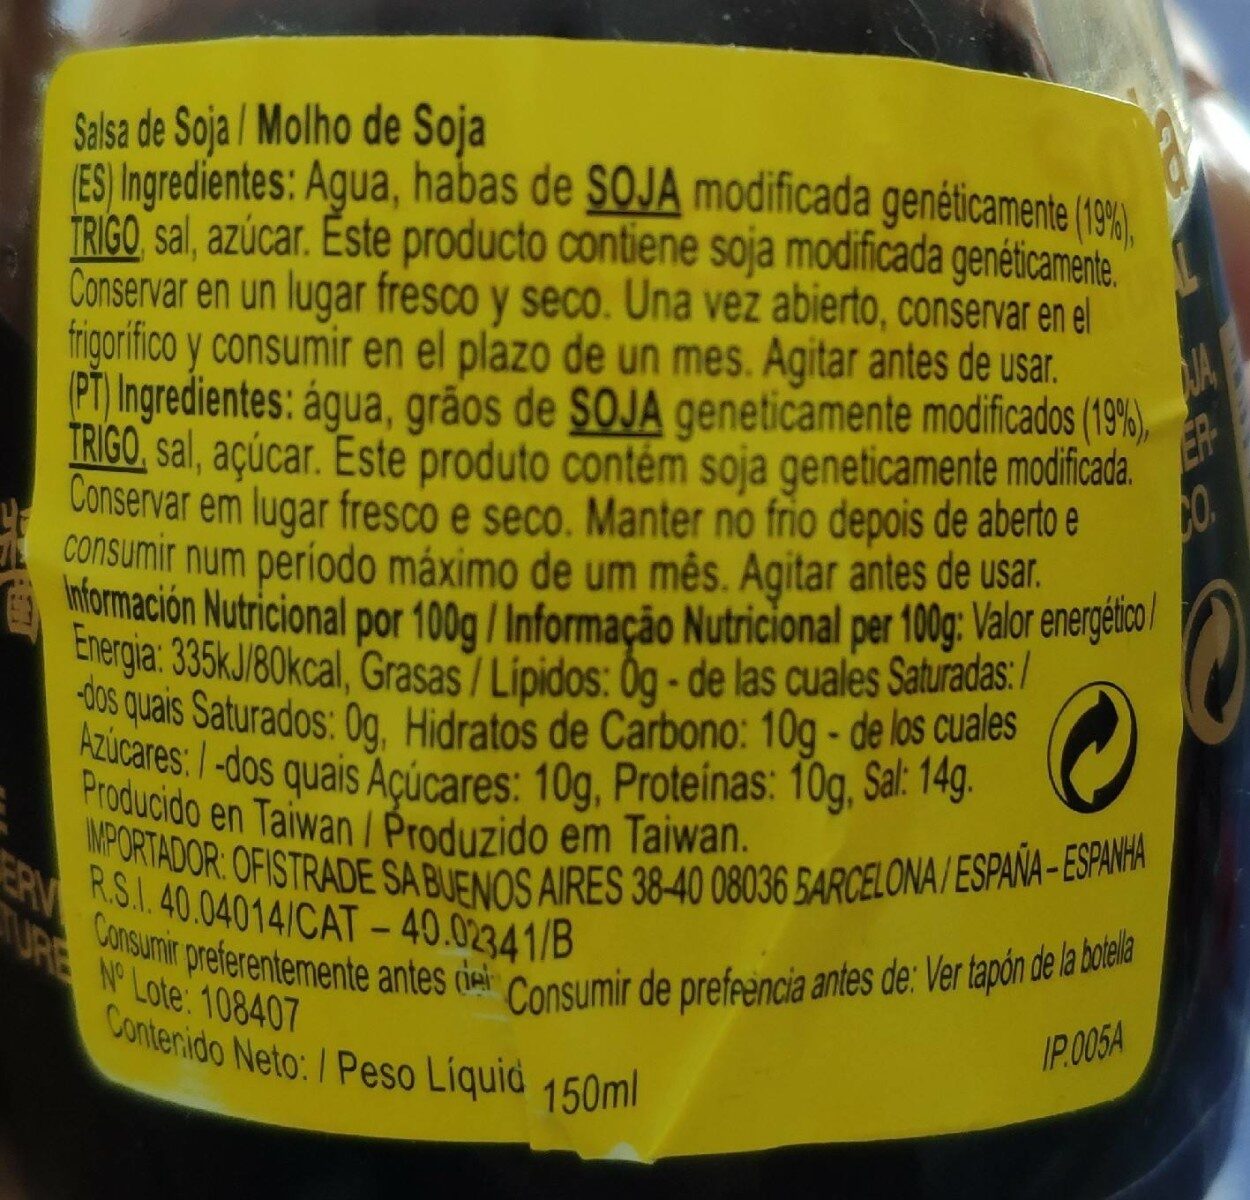 Salsa de Soja / Molho de Soja
(ES) Ingredientes: Agua, habas de SOJA modificada genéticamente (19%),
TRIGO, sal, azúcar. Este producto contiene soja modificada genéticamente.
Conservar en un lugar fresco y seco. Una vez abierto, conservar en el
frigorífico y consumir en el plazo de un mes. Agitar antes de usar.
(PT) Ingredientes: água, grãos de SOJA geneticamente modificados (19%),
TRIGO, sal, açúcar. Este produto contém soja geneticamente modificada.
Conservar em lugar fresco e seco. Manter no frio depois de aberto e
consumir num período máximo de um mês. Agitar antes de usar.
Información Nutricional por 100g / Informação Nutricional per 100g: Valor energético /
Energia: 335kJ/80kcal, Grasas / Lípidos: 0g - de las cuales Saturadas: /
-dos quais Saturados: 0g, Hidratos de Carbono: 10g - de los cuales
Azúcares: / -dos quais Açúcares: 10g, Proteínas: 10g, Sal: 14g.
Producido en Taiwan / Produzido em Taiwan.
IMPORTADOR: OFISTRADE SA BUENOS AIRES 38-40 08036 BARCELONA / ESPAÑA – ESPANHA
R.S.I. 40.04014/CAT – 40.02341/B
Consumir preferentemente antes del: Consumir de preferência antes de: Ver tapón de la botella
Nº Lote: 108407
Contenido Neto: / Peso Líquid 150ml
IP.005A
JA,
ER-
CO.
ERV
TURE